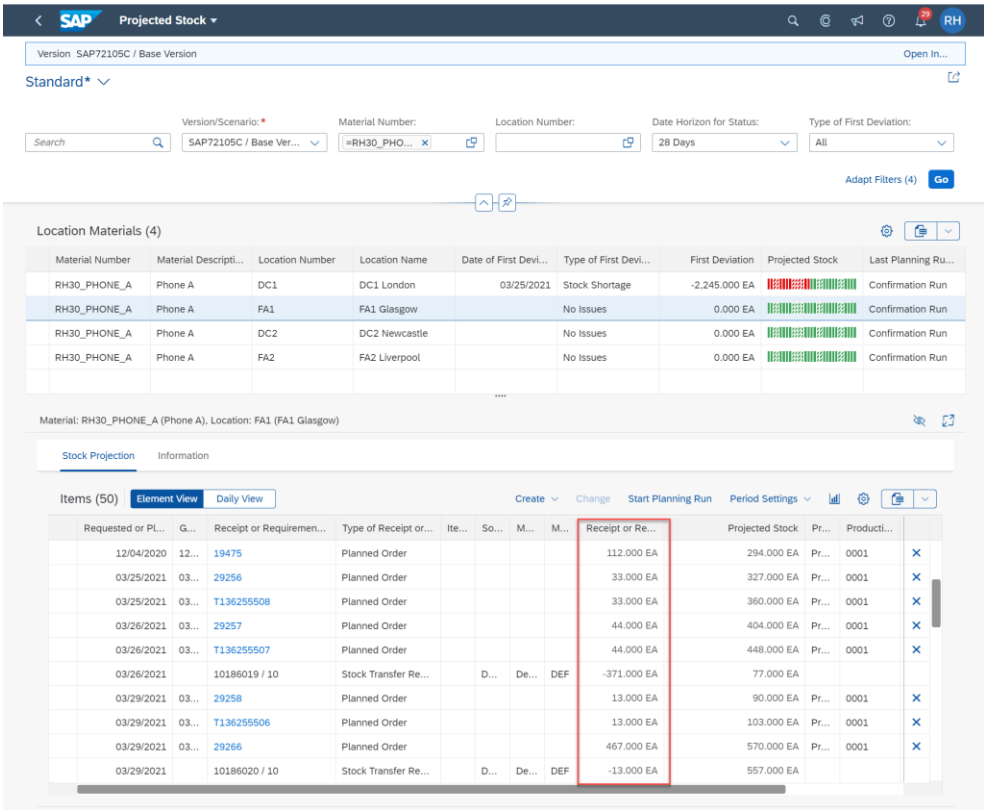 SAP Projected Stock 29 RH
Version SAP72105C / Base Version Open In...
Standard*
Version/Scenario:* Material Number: Location Number: Date Horizon for Status: Type of First Deviation:
Search SAP72105C / Base Ver... =RH30_PHO... 28 Days All
Adapt Filters (4) Go
Location Materials (4)
Material Number Material Descripti... Location Number Location Name Date of First Devi... Type of First Devi... First Deviation Projected Stock Last Planning Ru...
RH30_PHONE_A Phone A DC1 DC1 London 03/25/2021 Stock Shortage -2,245.000 EA Confirmation Run
RH30_PHONE_A Phone A FA1 FA1 Glasgow No Issues 0.000 EA Confirmation Run
RH30_PHONE_A Phone A DC2 DC2 Newcastle No Issues 0.000 EA Confirmation Run
RH30_PHONE_A Phone A FA2 FA2 Liverpool No Issues 0.000 EA Confirmation Run
Material: RH30_PHONE_A (Phone A), Location: FA1 (FA1 Glasgow)
Stock Projection Information
Items (50) Element View Daily View Create Change Start Planning Run Period Settings
Requested or Pl... G... Receipt or Requiremen... Type of Receipt or... Ite... So... M... M... Receipt or Re... Projected Stock Pr... Producti...
12/04/2020 12... 19475 Planned Order 112.000 EA 294.000 EA Pr... 0001
03/25/2021 03... 29256 Planned Order 33.000 EA 327.000 EA Pr... 0001
03/25/2021 03... T136255508 Planned Order 33.000 EA 360.000 EA Pr... 0001
03/26/2021 03... 29257 Planned Order 44.000 EA 404.000 EA Pr... 0001
03/26/2021 03... T136255507 Planned Order 44.000 EA 448.000 EA Pr... 0001
03/26/2021 10186019 / 10 Stock Transfer Re... D... De... DEF -371.000 EA 77.000 EA
03/29/2021 03... 29258 Planned Order 13.000 EA 90.000 EA Pr... 0001
03/29/2021 03... T136255506 Planned Order 13.000 EA 103.000 EA Pr... 0001
03/29/2021 03... 29266 Planned Order 467.000 EA 570.000 EA Pr... 0001
03/29/2021 10186020 / 10 Stock Transfer Re... D... De... DEF -13.000 EA 557.000 EA